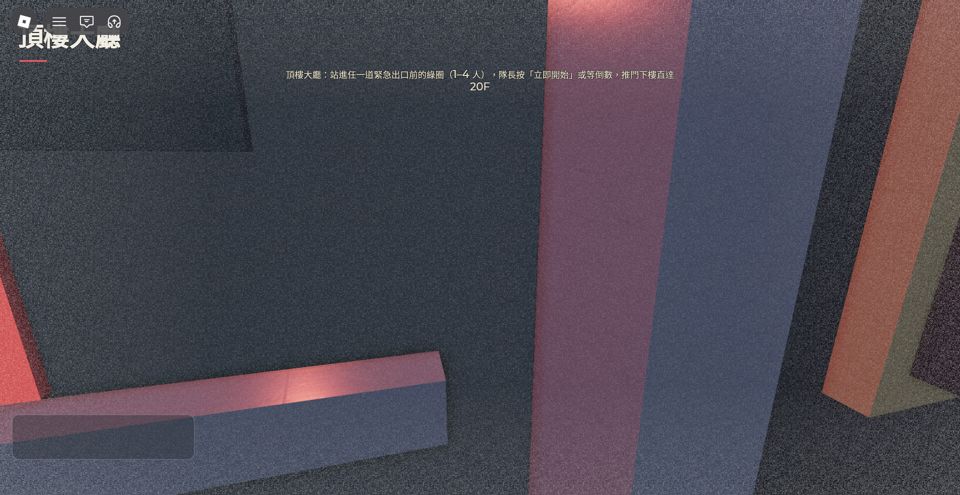 頂樓大廳
頂樓大廳：站進任一道緊急出口前的綠圈（1–4 人），隊長按「立即開始」或等倒數，推門下樓直達
20F